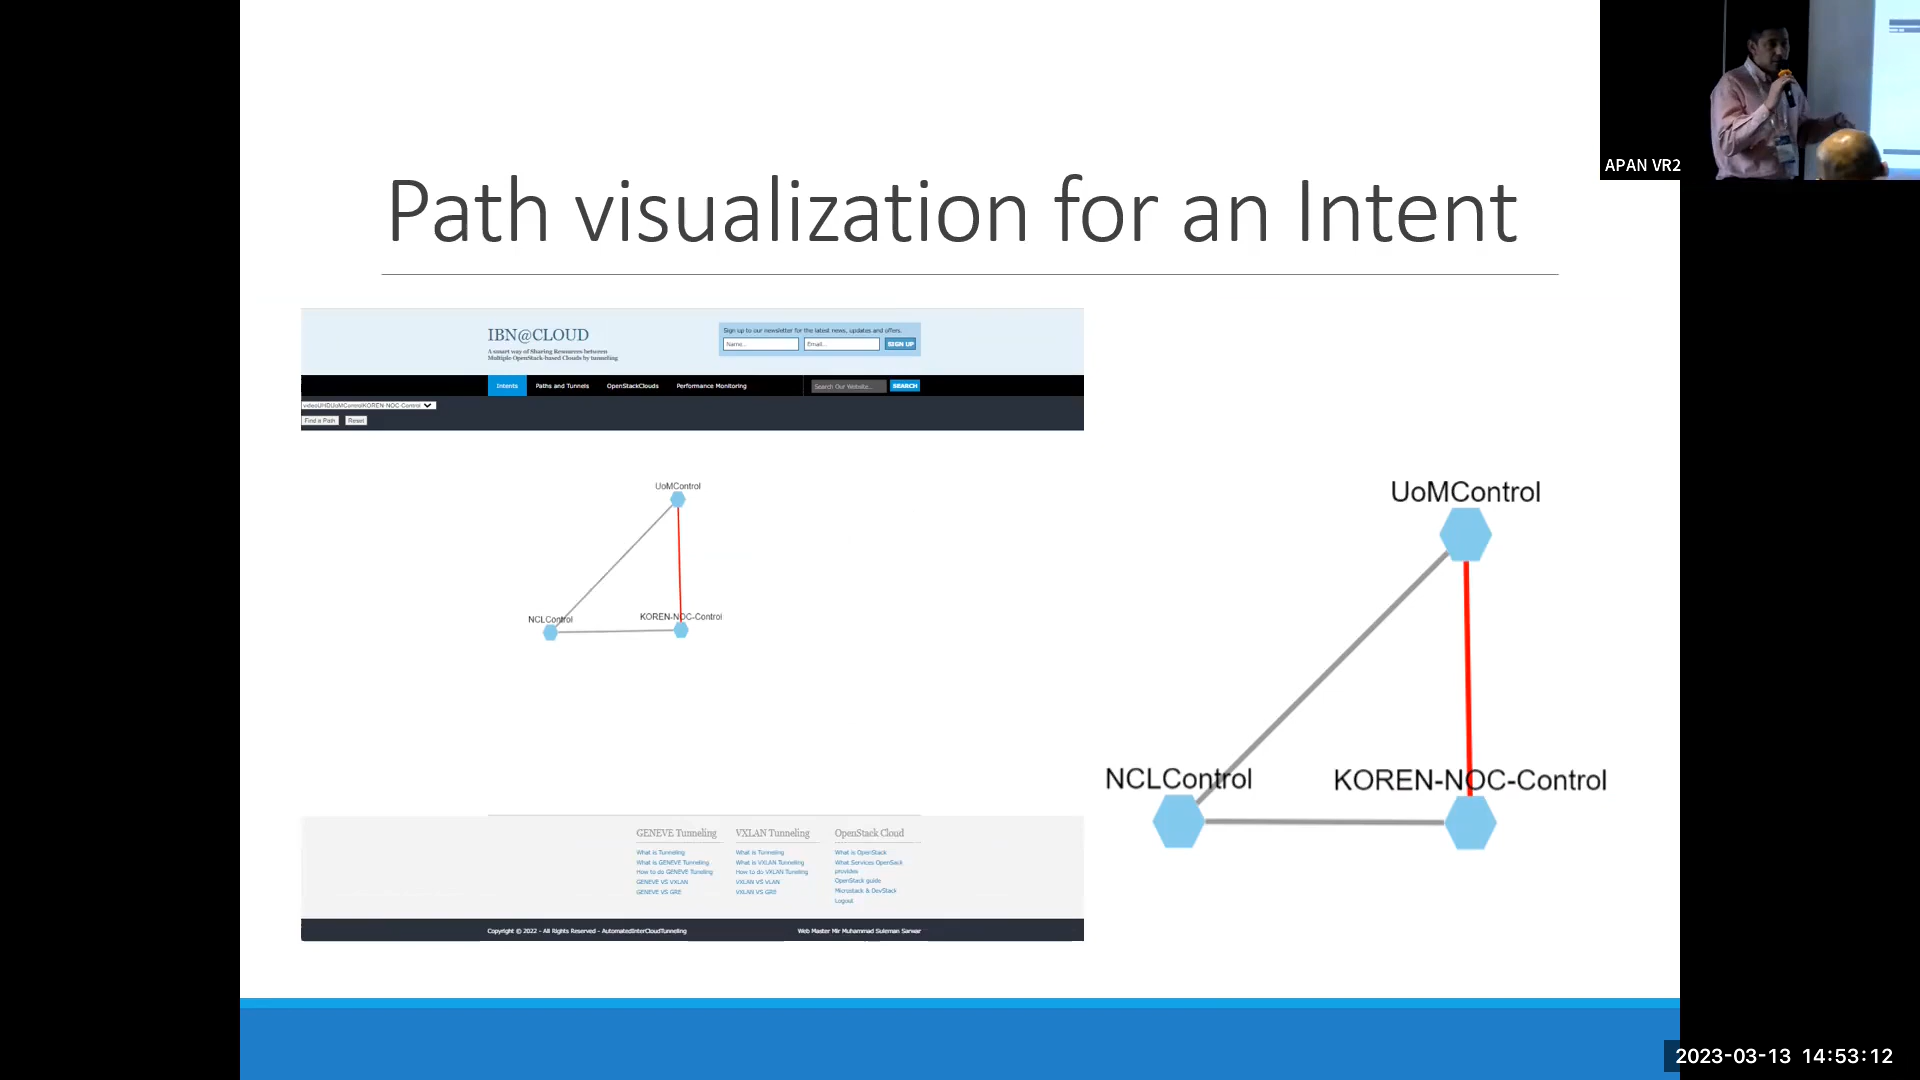 Path visualization for an Intent
APAN VR2
IBN@CLOUD
A smart way of Sharing Resources between
Multiple OpenStack-based Clouds by tunneling
Sign up to our newsletter for the latest news, updates and offers.
Name...
Email...
SIGN UP
Intents
Paths and Tunnels
OpenStackClouds
Performance Monitoring
Search Our Website...
SEARCH
videoUHDUoMControlKOREN-NOC-Control
Find a Path
Reset
UoMControl
NCLControl
KOREN-NOC-Control
UoMControl
NCLControl
KOREN-NOC-Control
GENEVE Tunneling
What is Tunneling
What is GENEVE Tunneling
How to do GENEVE Tuneling
GENEVE VS VXLAN
GENEVE VS GRE
VXLAN Tunneling
What is Tunneling
What is VXLAN Tunneling
How to do VXLAN Tuneling
VXLAN VS VLAN
VXLAN VS GRE
OpenStack Cloud
What is OpenStack
What Services OpenSack
provides
OpenStack guide
Microstack & DevStack
Logout
Copyright © 2022 - All Rights Reserved - AutomatedInterCloudTunneling
Web Master Mir Muhammad Suleman Sarwar
2023-03-13 14:53:12